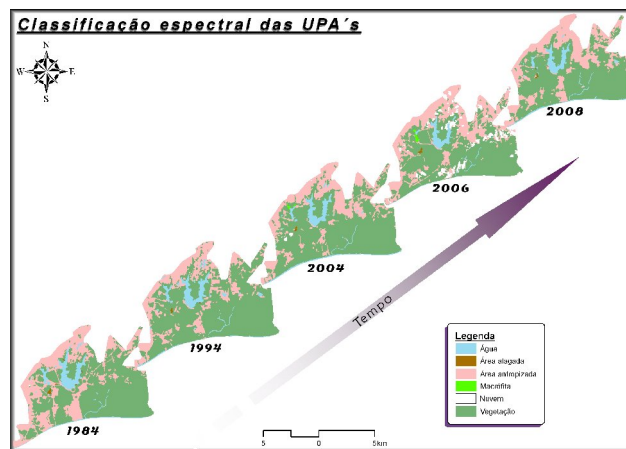 Classificação espectral das UPA´s
N
W E
S
2008
2006
2004
1994
1984
Tempo
Legenda
Água
Área alagada
Área antropizada
Macrófita
Nuvem
Vegetação
5 0 5km